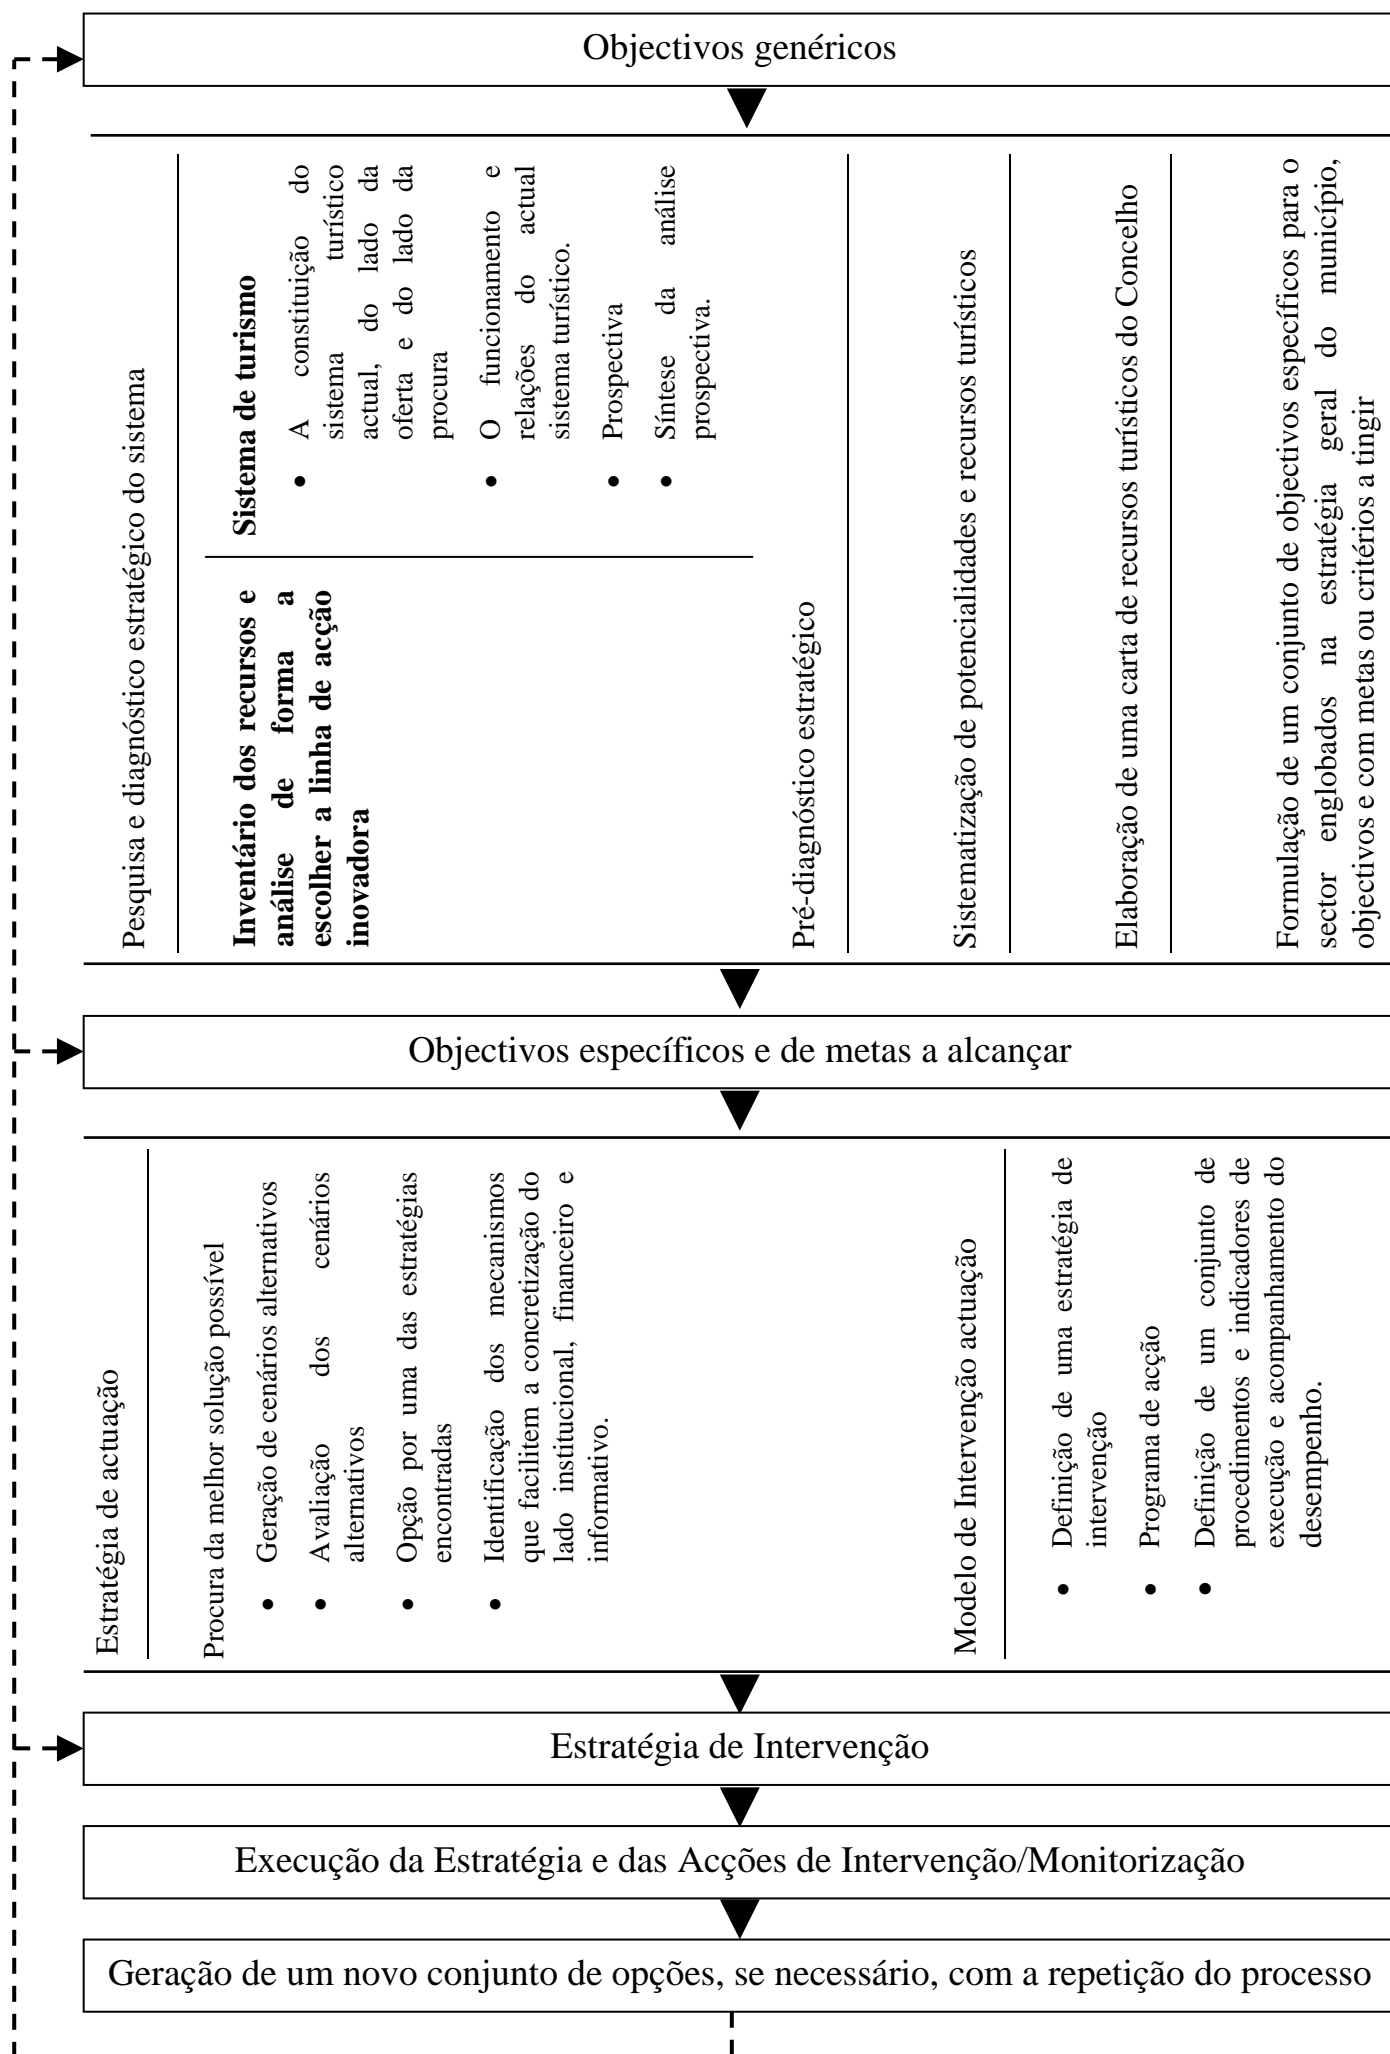 Objectivos genéricos
Pesquisa e diagnóstico estratégico do sistema
Inventário dos recursos e
análise de forma a
escolher a linha de acção
inovadora
Sistema de turismo
• A constituição do
sistema turístico
actual, do lado da
oferta e do lado da
procura
• O funcionamento e
relações do actual
sistema turístico.
• Prospectiva
• Síntese da análise
prospectiva.
Pré-diagnóstico estratégico
Sistematização de potencialidades e recursos turísticos
Elaboração de uma carta de recursos turísticos do Concelho
Formulação de um conjunto de objectivos específicos para o
sector englobados na estratégia geral do município,
objectivos e com metas ou critérios a tingir
Objectivos específicos e de metas a alcançar
Estratégia de actuação
Procura da melhor solução possível
• Geração de cenários alternativos
• Avaliação dos cenários
alternativos
• Opção por uma das estratégias
encontradas
• Identificação dos mecanismos
que facilitem a concretização do
lado institucional, financeiro e
informativo.
Modelo de Intervenção actuação
• Definição de uma estratégia de
intervenção
• Programa de acção
• Definição de um conjunto de
procedimentos e indicadores de
execução e acompanhamento do
desempenho.
Estratégia de Intervenção
Execução da Estratégia e das Acções de Intervenção/Monitorização
Geração de um novo conjunto de opções, se necessário, com a repetição do processo